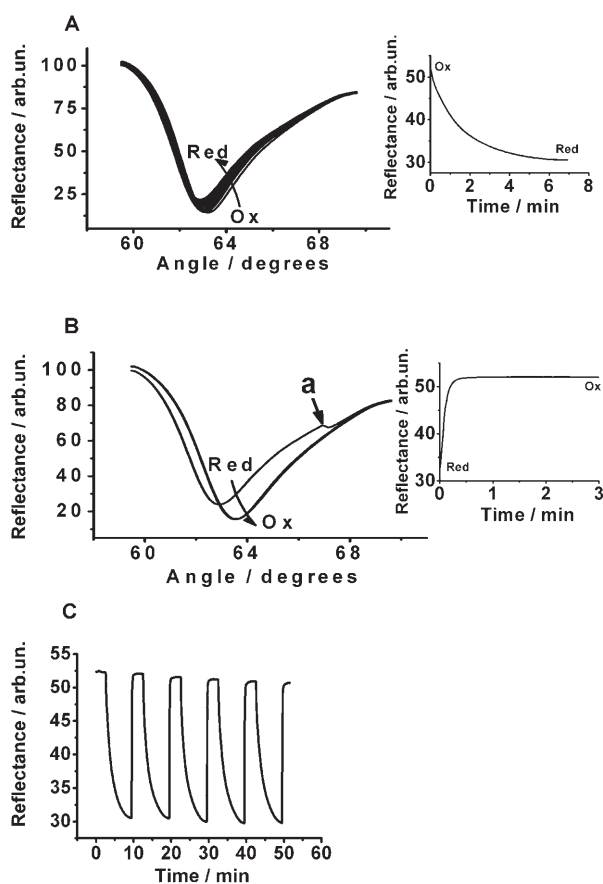 A
Reflectance / arb.un.
100
75
50
25
Red
Ox
60 64 68
Angle / degrees
Reflectance / arb.un.
50
40
30
Ox
Red
0 2 4 6 8
Time / min
B
Reflectance / arb.un.
100
80
60
40
20
a
Red
Ox
60 64 68
Angle / degrees
Reflectance / arb.un.
50
40
30
Ox
Red
0 1 2 3
Time / min
C
Reflectance / arb.un.
55
50
45
40
35
30
0 10 20 30 40 50 60
Time / min